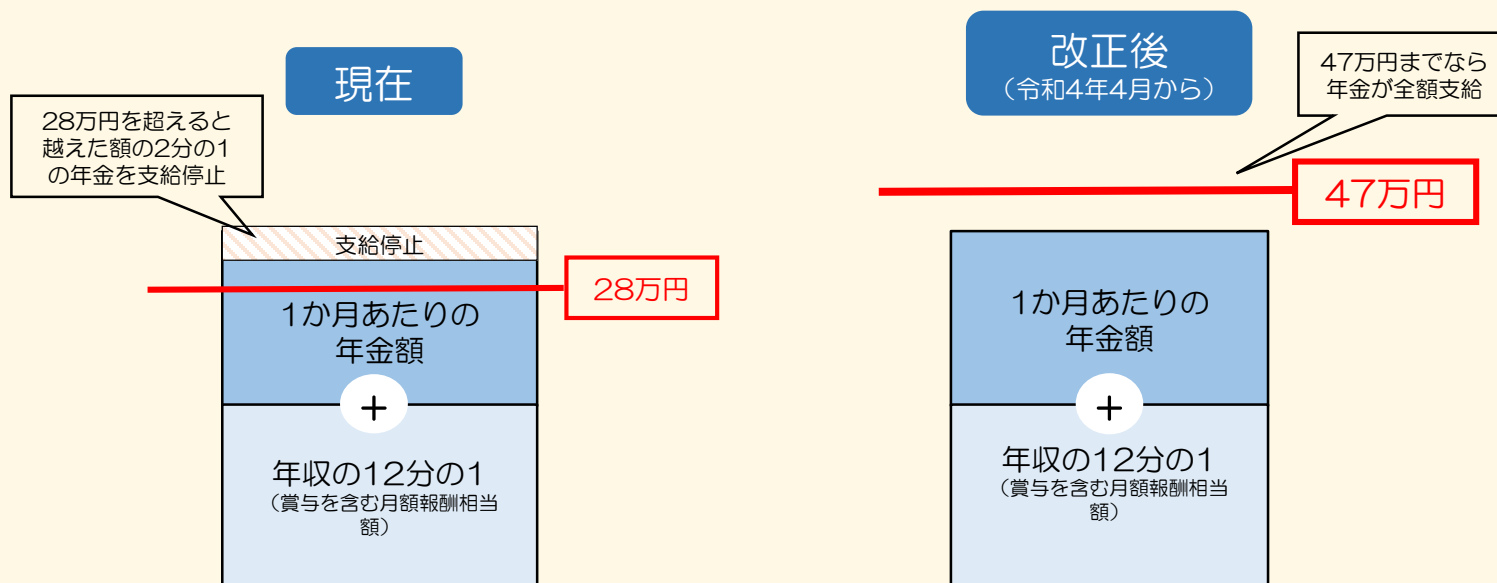 現在
28万円を超えると
越えた額の2分の1
の年金を支給停止
支給停止
28万円
1か月あたりの
年金額
+
年収の12分の1
(賞与を含む月額報酬相当
額)
改正後
(令和4年4月から)
47万円までなら
年金が全額支給
47万円
1か月あたりの
年金額
+
年収の12分の1
(賞与を含む月額報酬相当
額)